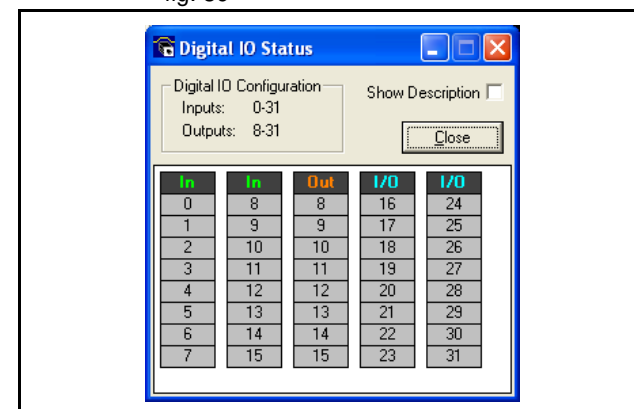 Digital IO Status
Digital IO Configuration
Inputs: 0-31
Outputs: 8-31
Show Description
Close
In In Out I/O I/O
0 8 8 16 24
1 9 9 17 25
2 10 10 18 26
3 11 11 19 27
4 12 12 20 28
5 13 13 21 29
6 14 14 22 30
7 15 15 23 31